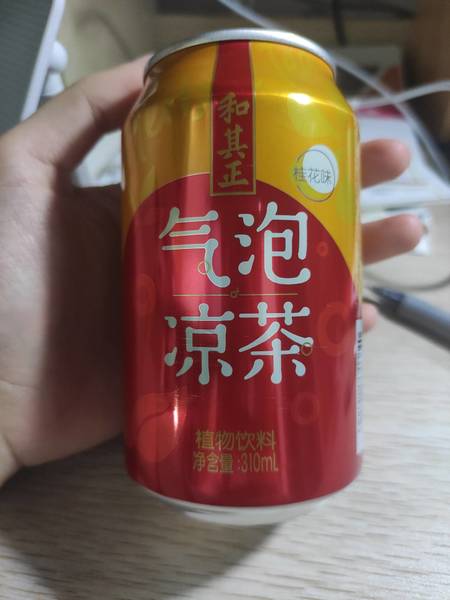 和其正
桂花味
气泡
凉茶
植物饮料
净含量:310mL